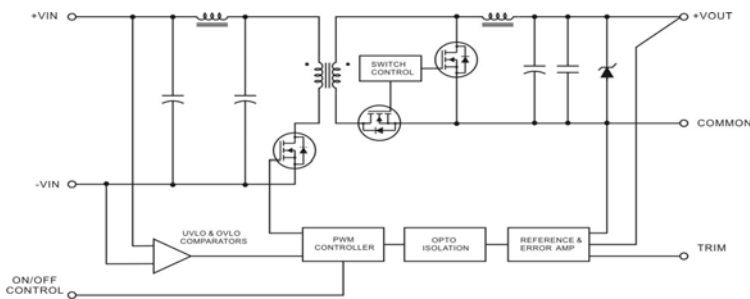 +VIN
+VOUT
SWITCH
CONTROL
COMMON
-VIN
UVLO & OVLO
COMPARATORS
PWM
CONTROLLER
OPTO
ISOLATION
REFERENCE &
ERROR AMP
TRIM
ON/OFF
CONTROL